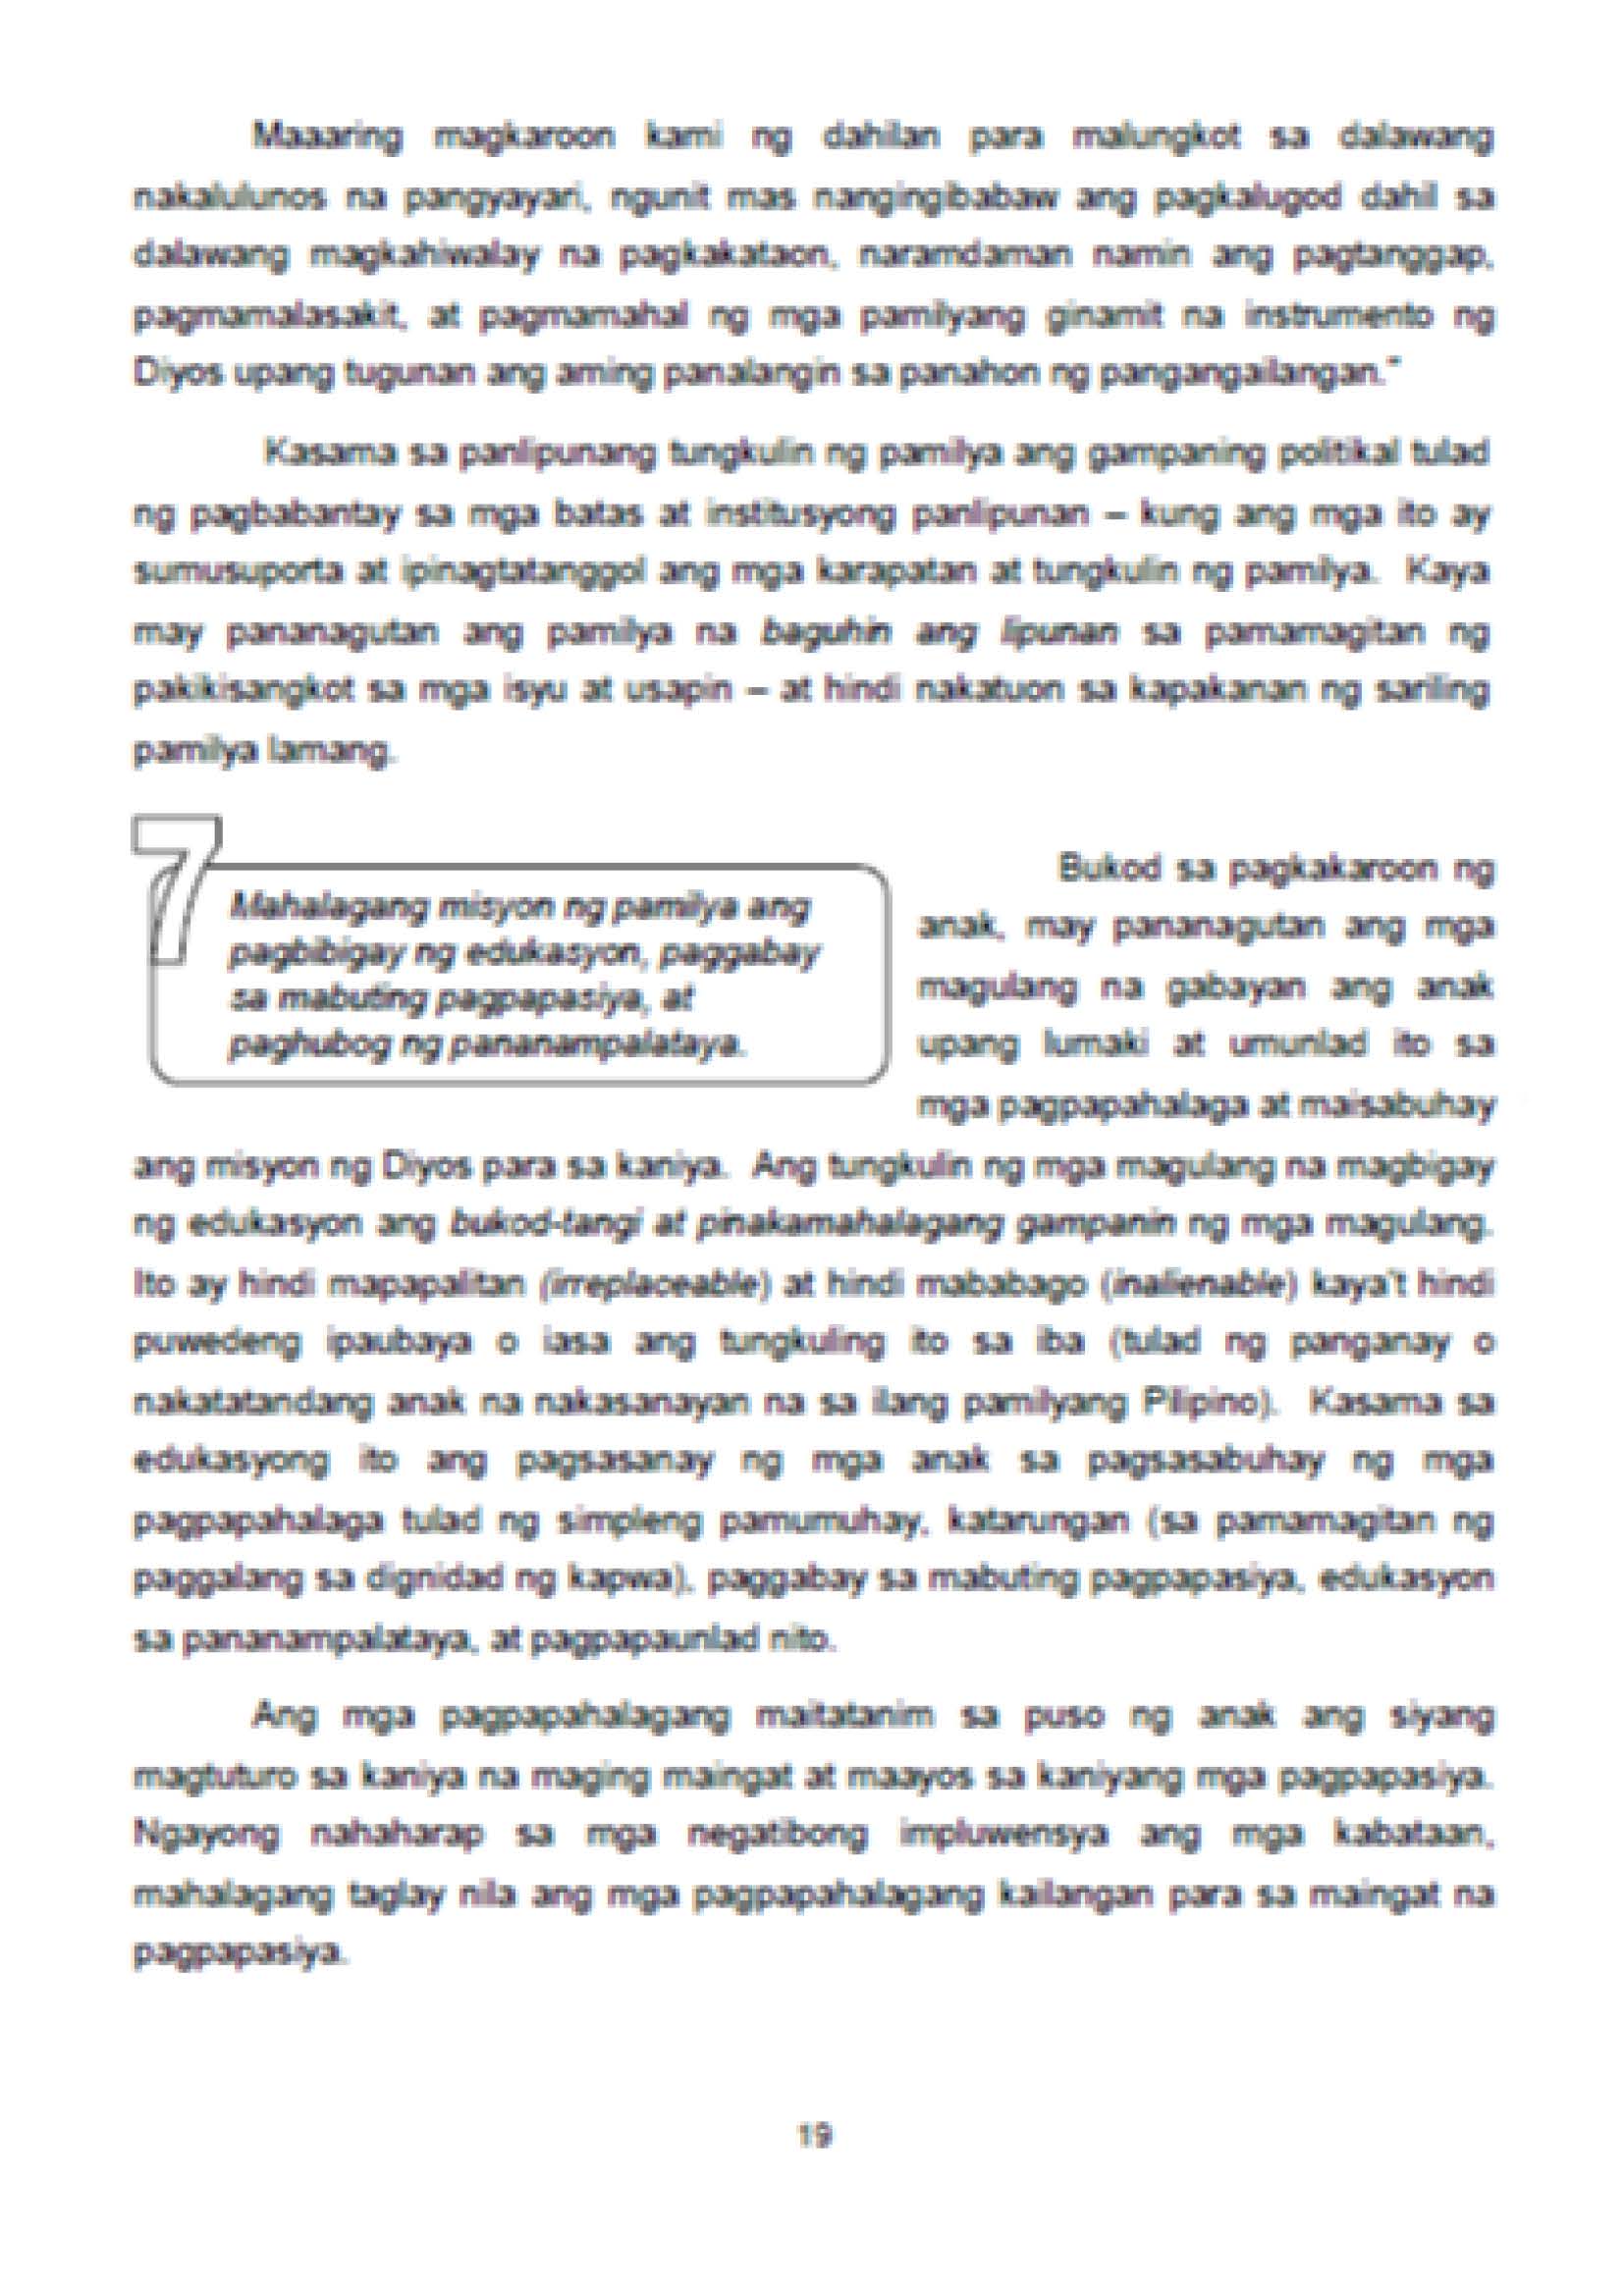 Maaaring magkaroon kami ng dahilan para malungkot sa dalawang
nakalulunos na pangyayari, ngunit mas nangingibabaw ang pagkalugod dahil sa
dalawang magkahiwalay na pagkakataon, naramdaman namin ang pagtanggap,
pagmamalasakit, at pagmamahal ng mga pamilyang ginamit na instrumento ng
Diyos upang tugunan ang aming panalangin sa panahon ng pangangailangan."
Kasama sa panlipunang tungkulin ng pamilya ang gampaning politikal tulad
ng pagbabantay sa mga batas at institusyong panlipunan – kung ang mga ito ay
sumusuporta at ipinagtatanggol ang mga karapatan at tungkulin ng pamilya. Kaya
may pananagutan ang pamilya na baguhin ang lipunan sa pamamagitan ng
pakikisangkot sa mga isyu at usapin – at hindi nakatuon sa kapakanan ng sariling
pamilya lamang.
7
Mahalagang misyon ng pamilya ang
pagbibigay ng edukasyon, paggabay
sa mabuting pagpapasiya, at
paghubog ng pananampalataya.
Bukod sa pagkakaroon ng
anak, may pananagutan ang mga
magulang na gabayan ang anak
upang lumaki at umunlad ito sa
mga pagpapahalaga at maisabuhay
ang misyon ng Diyos para sa kaniya. Ang tungkulin ng mga magulang na magbigay
ng edukasyon ang bukod-tangi at pinakamahalagang gampanin ng mga magulang.
Ito ay hindi mapapalitan (irreplaceable) at hindi mababago (inalienable) kaya't hindi
puwedeng ipaubaya o iasa ang tungkuling ito sa iba (tulad ng panganay o
nakatatandang anak na nakasanayan na sa ilang pamilyang Pilipino). Kasama sa
edukasyong ito ang pagsasanay ng mga anak sa pagsasabuhay ng mga
pagpapahalaga tulad ng simpleng pamumuhay, katarungan (sa pamamagitan ng
paggalang sa dignidad ng kapwa), paggabay sa mabuting pagpapasiya, edukasyon
sa pananampalataya, at pagpapaunlad nito.
Ang mga pagpapahalagang maitatanim sa puso ng anak ang siyang
magtuturo sa kaniya na maging maingat at maayos sa kaniyang mga pagpapasiya.
Ngayong nahaharap sa mga negatibong impluwensya ang mga kabataan,
mahalagang taglay nila ang mga pagpapahalagang kailangan para sa maingat na
pagpapasiya.
19